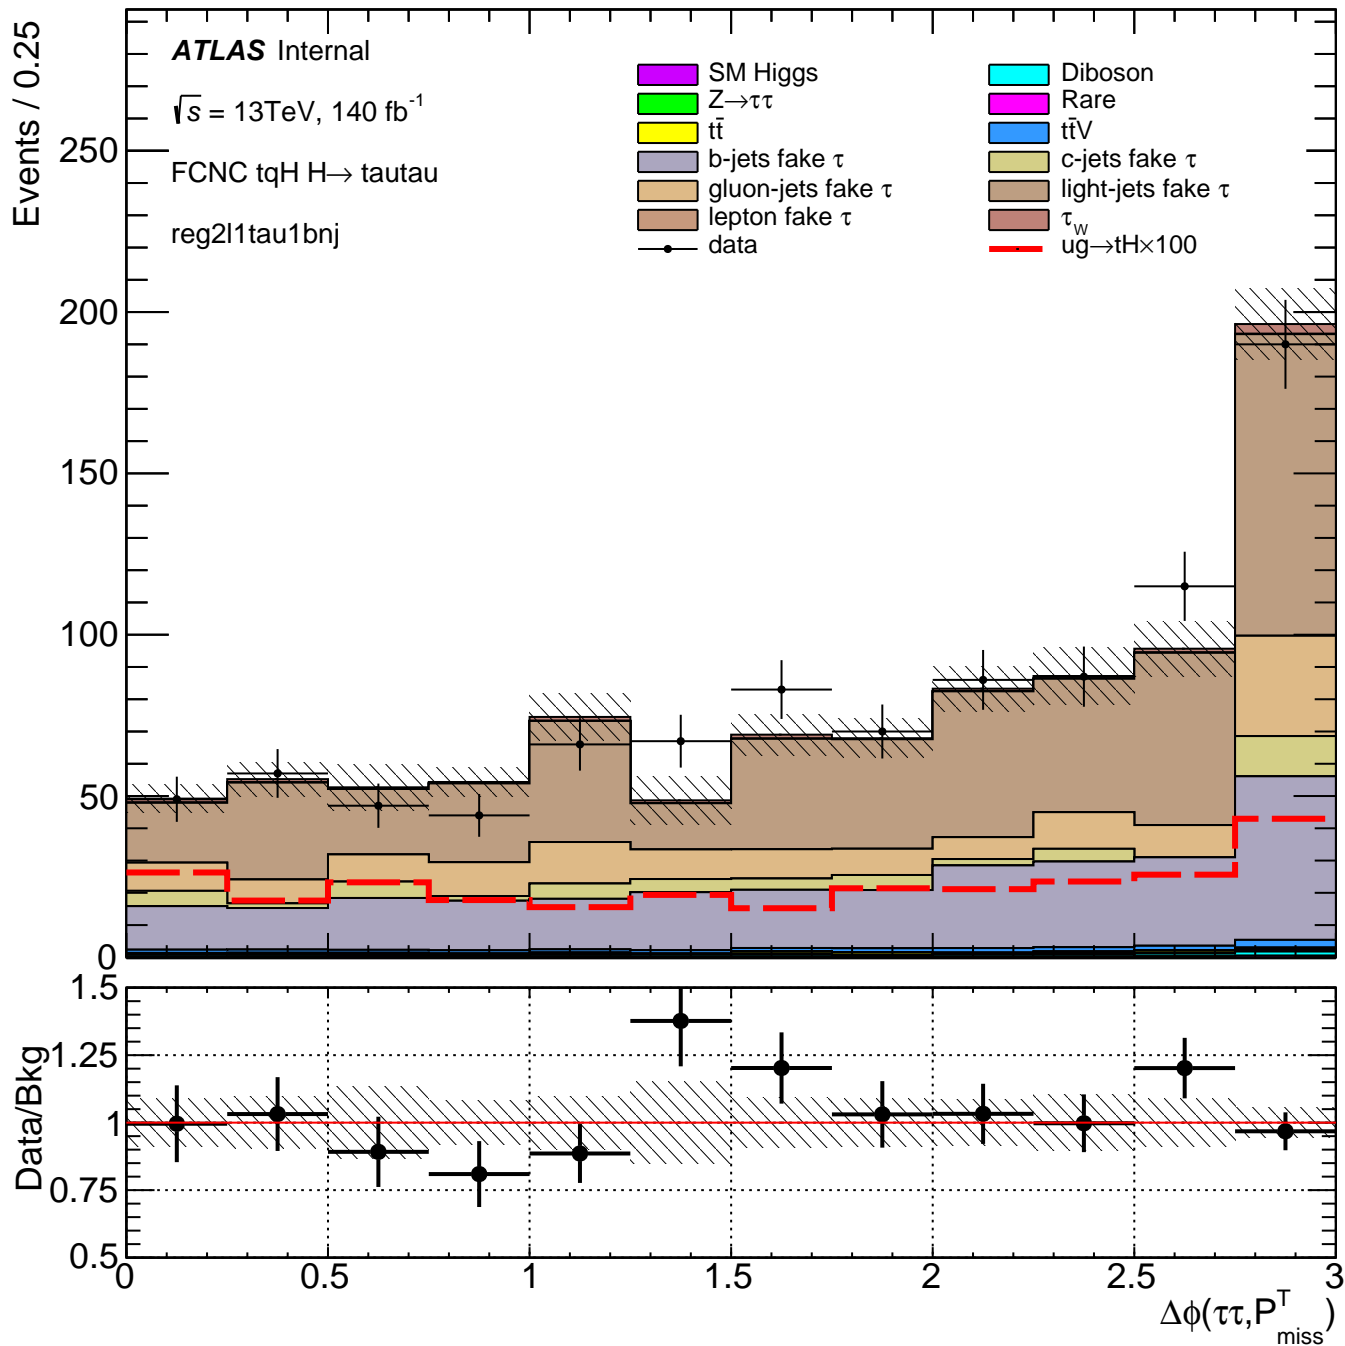 Events / 0.25
ATLAS Internal
√s = 13TeV, 140 fb⁻¹
FCNC tqH H→ tautau
reg2l1tau1bnj
SM Higgs
Z→ττ
tt̄
b-jets fake τ
gluon-jets fake τ
lepton fake τ
data
Diboson
Rare
tt̄V
c-jets fake τ
light-jets fake τ
τ_W
ug→tH×100
250
200
150
100
50
0
Data/Bkg
1.5
1.25
1
0.75
0.5
0 0.5 1 1.5 2 2.5 3
Δϕ(ττ,P^T_miss)